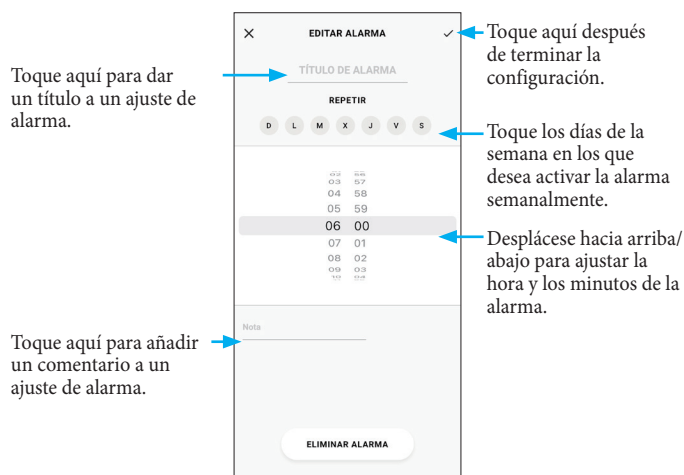 EDITAR ALARMA
Toque aquí después
de terminar la
configuración.
Toque aquí para dar
un título a un ajuste de
alarma.
TÍTULO DE ALARMA
REPETIR
D L M X J V S
Toque los días de la
semana en los que
desea activar la alarma
semanalmente.
02 56
03 57
04 58
05 59
06 00
07 01
08 02
09 03
10 04
Desplácese hacia arriba/
abajo para ajustar la
hora y los minutos de la
alarma.
Toque aquí para añadir
un comentario a un
ajuste de alarma.
Nota
ELIMINAR ALARMA